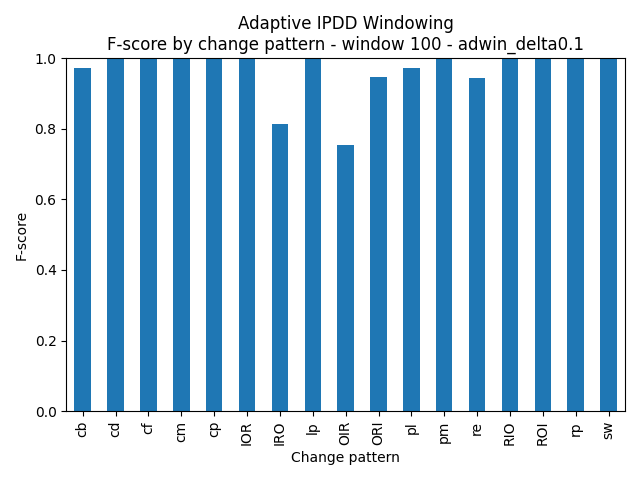 Adaptive IPDD Windowing
F-score by change pattern - window 100 - adwin_delta0.1
1.0
0.8
0.6
0.4
0.2
0.0
F-score
cb
cd
cf
cm
cp
IOR
IRO
lp
OIR
ORI
pl
pm
re
RIO
ROI
rp
sw
Change pattern